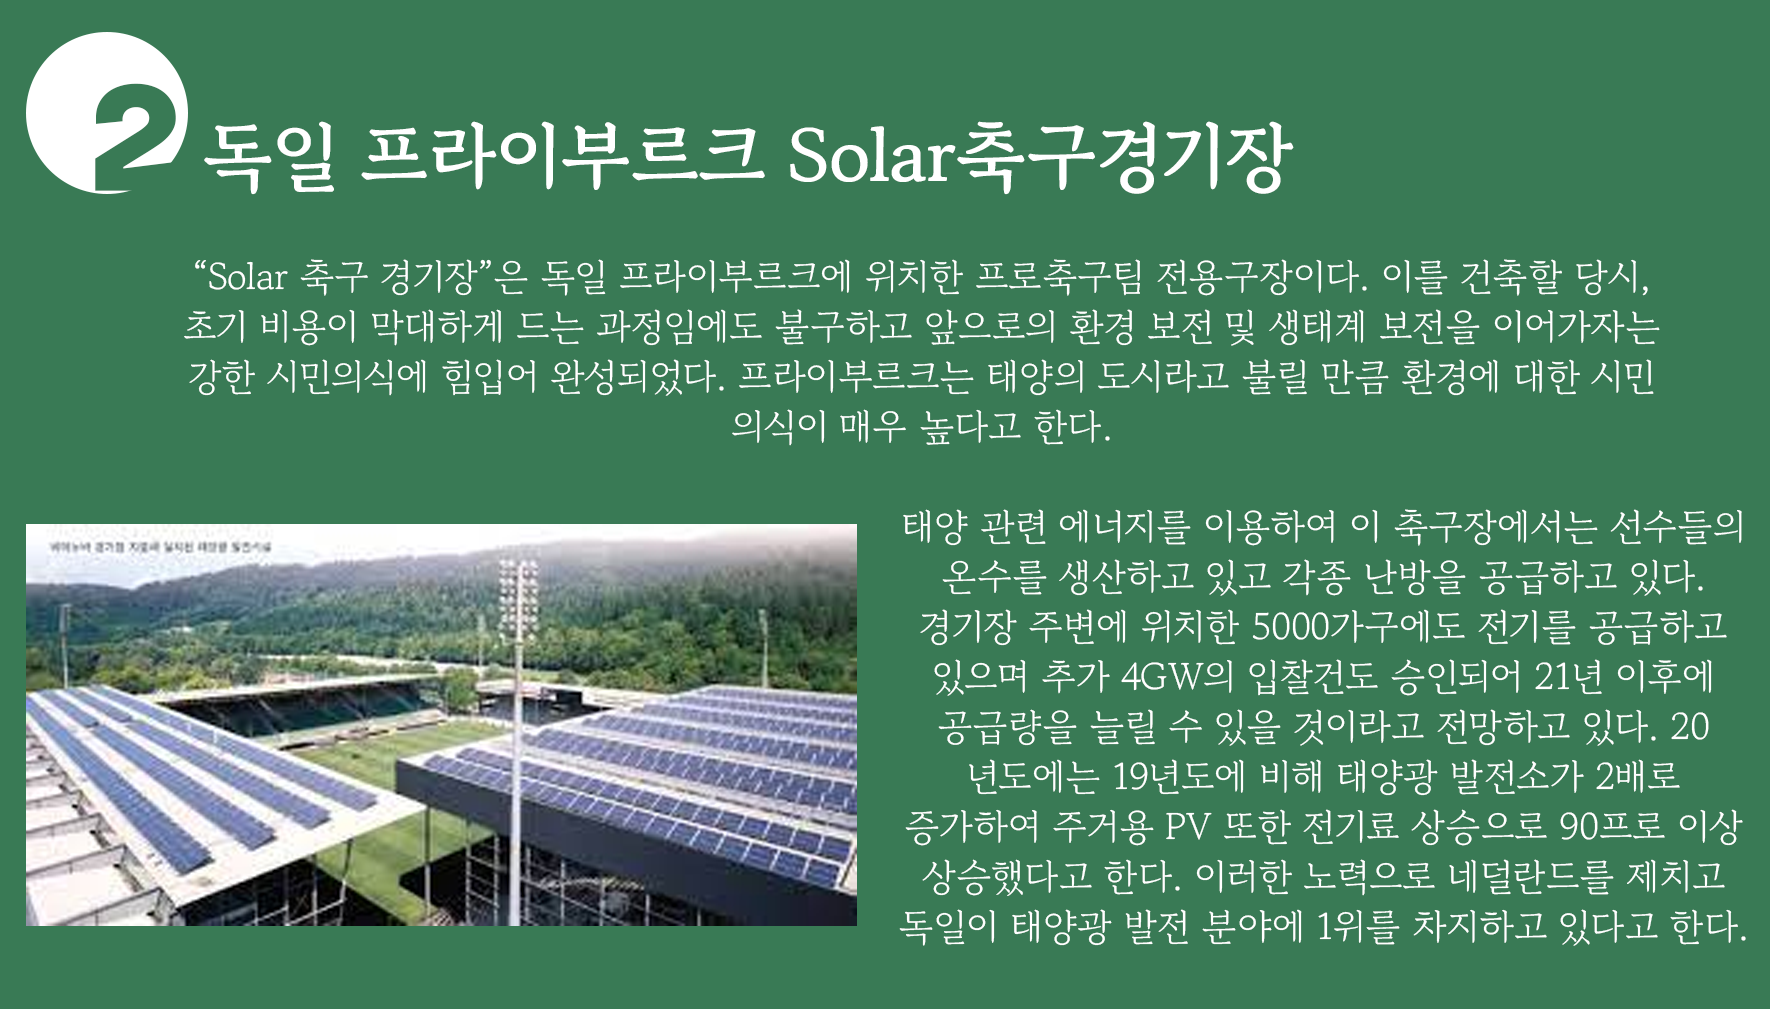 2
독일 프라이부르크 Solar축구경기장
“Solar 축구 경기장”은 독일 프라이부르크에 위치한 프로축구팀 전용구장이다. 이를 건축할 당시,
초기 비용이 막대하게 드는 과정임에도 불구하고 앞으로의 환경 보전 및 생태계 보전을 이어가자는
강한 시민의식에 힘입어 완성되었다. 프라이부르크는 태양의 도시라고 불릴 만큼 환경에 대한 시민
의식이 매우 높다고 한다.
태양 관련 에너지를 이용하여 이 축구장에서는 선수들의
온수를 생산하고 있고 각종 난방을 공급하고 있다.
경기장 주변에 위치한 5000가구에도 전기를 공급하고
있으며 추가 4GW의 입찰건도 승인되어 21년 이후에
공급량을 늘릴 수 있을 것이라고 전망하고 있다. 20
년도에는 19년도에 비해 태양광 발전소가 2배로
증가하여 주거용 PV 또한 전기료 상승으로 90프로 이상
상승했다고 한다. 이러한 노력으로 네덜란드를 제치고
독일이 태양광 발전 분야에 1위를 차지하고 있다고 한다.